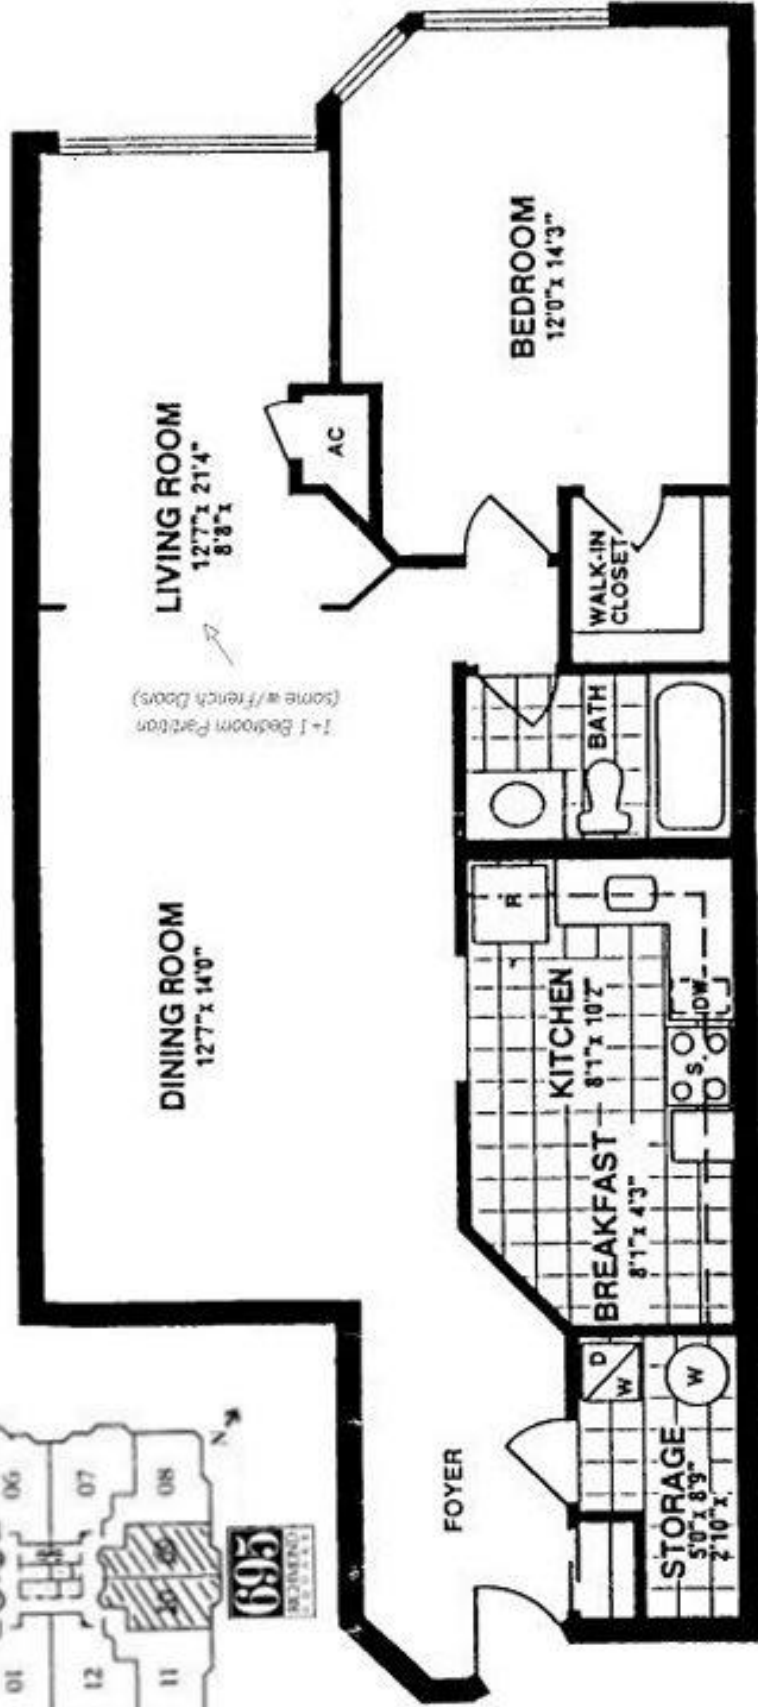 LIVING ROOM
12'7" x 21'4"
8'8" x
1+1 Bedroom Partition
(some w/French Doors)
BEDROOM
12'0" x 14'3"
AC
WALK-IN
CLOSET
BATH
DINING ROOM
12'7" x 14'0"
R
KITCHEN
8'1" x 10'2"
DW
S
BREAKFAST
8'1" x 4'3"
D
W
W
STORAGE
5'0" x 8'9"
2'10" x
FOYER
06
07
08
01
12
11
N
695
RICHMOND